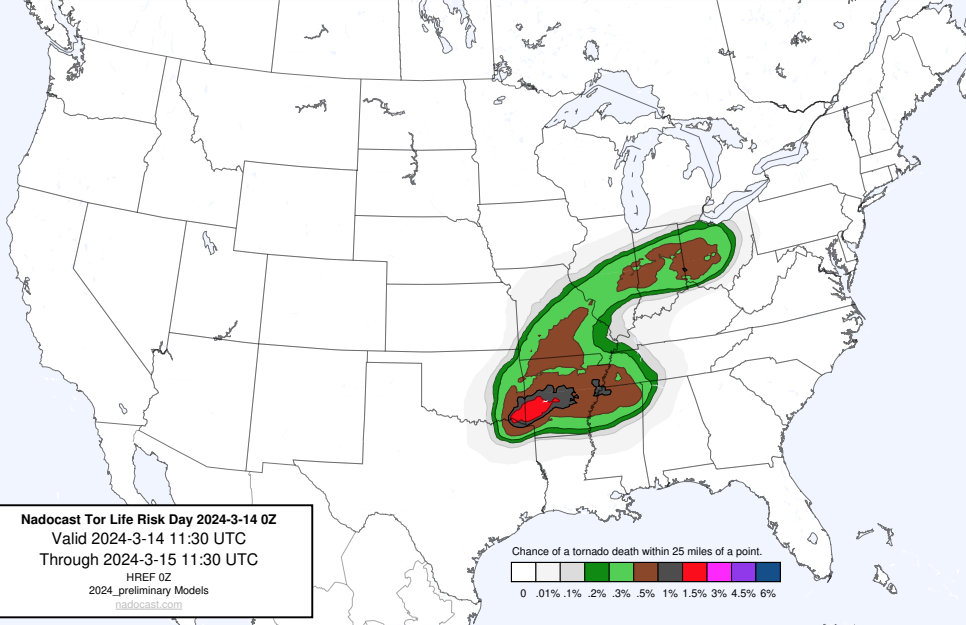 Nadocast Tor Life Risk Day 2024-3-14 0Z
Valid 2024-3-14 11:30 UTC
Through 2024-3-15 11:30 UTC
HREF 0Z
2024_preliminary Models
nadocast.com
Chance of a tornado death within 25 miles of a point.
0 .01% .1% .2% .3% .5% 1% 1.5% 3% 4.5% 6%